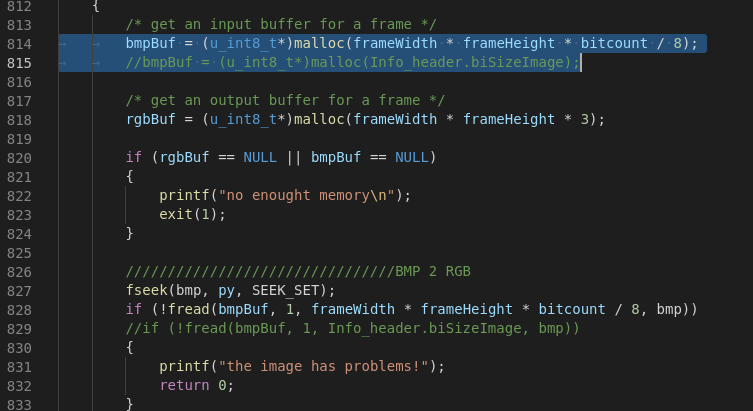 812 {
813 /* get an input buffer for a frame */
814 bmpBuf = (u_int8_t*)malloc(frameWidth * frameHeight * bitcount / 8);
815 //bmpBuf = (u_int8_t*)malloc(Info_header.biSizeImage);
816
817 /* get an output buffer for a frame */
818 rgbBuf = (u_int8_t*)malloc(frameWidth * frameHeight * 3);
819
820 if (rgbBuf == NULL || bmpBuf == NULL)
821 {
822 printf("no enought memory\n");
823 exit(1);
824 }
825
826 ////////////////////////////////BMP 2 RGB
827 fseek(bmp, py, SEEK_SET);
828 if (!fread(bmpBuf, 1, frameWidth * frameHeight * bitcount / 8, bmp))
829 //if (!fread(bmpBuf, 1, Info_header.biSizeImage, bmp))
830 {
831 printf("the image has problems!");
832 return 0;
833 }